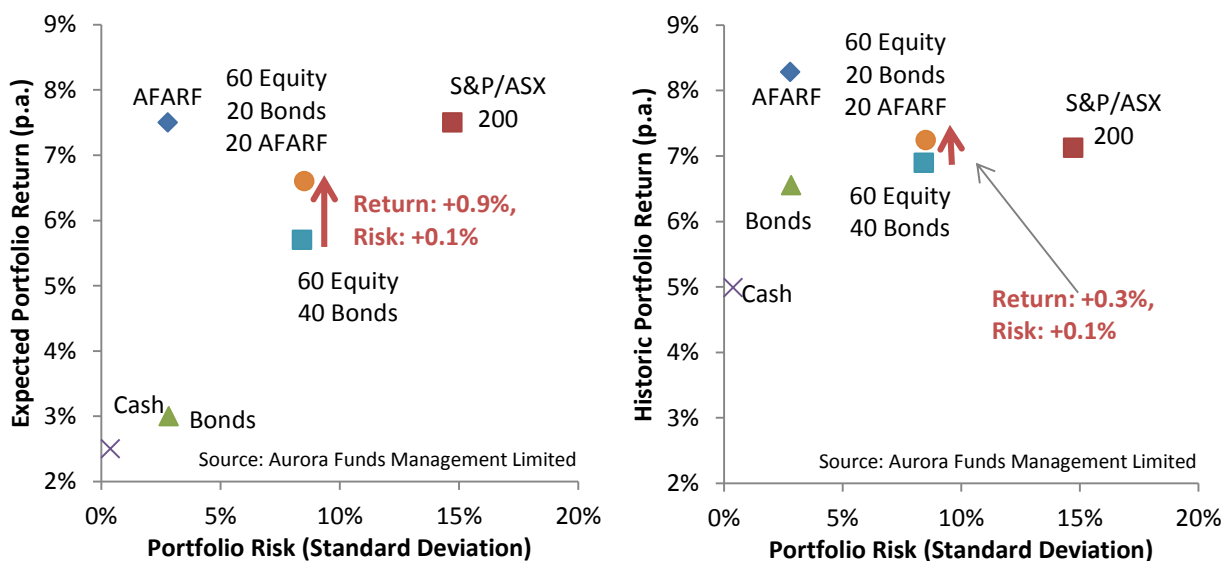 9%
8%
7%
6%
5%
4%
3%
2%
Expected Portfolio Return (p.a.)
AFARF
60 Equity
20 Bonds
20 AFARF
S&P/ASX
200
Return: +0.9%,
Risk: +0.1%
60 Equity
40 Bonds
Cash
Bonds
Source: Aurora Funds Management Limited
0%
5%
10%
15%
20%
Portfolio Risk (Standard Deviation)
9%
8%
7%
6%
5%
4%
3%
2%
Historic Portfolio Return (p.a.)
AFARF
60 Equity
20 Bonds
20 AFARF
S&P/ASX
200
Bonds
60 Equity
40 Bonds
Cash
Return: +0.3%,
Risk: +0.1%
Source: Aurora Funds Management Limited
0%
5%
10%
15%
20%
Portfolio Risk (Standard Deviation)